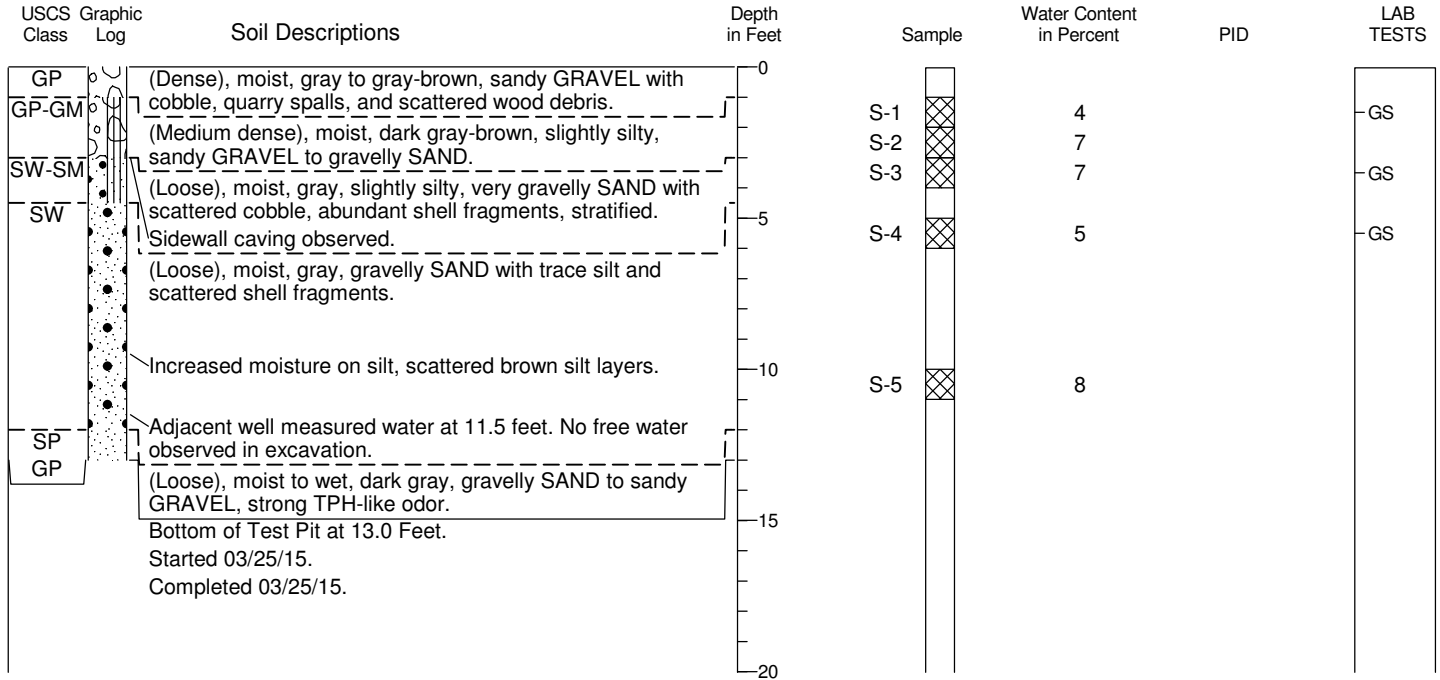 USCS Class
Graphic Log
Soil Descriptions
Depth in Feet
Sample
Water Content in Percent
PID
LAB TESTS
GP
(Dense), moist, gray to gray-brown, sandy GRAVEL with
cobble, quarry spalls, and scattered wood debris.
0
GP-GM
(Medium dense), moist, dark gray-brown, slightly silty,
sandy GRAVEL to gravelly SAND.
S-1
4
GS
S-2
7
SW-SM
(Loose), moist, gray, slightly silty, very gravelly SAND with
scattered cobble, abundant shell fragments, stratified.
S-3
7
GS
Sidewall caving observed.
SW
5
(Loose), moist, gray, gravelly SAND with trace silt and
scattered shell fragments.
S-4
5
GS
Increased moisture on silt, scattered brown silt layers.
10
S-5
8
Adjacent well measured water at 11.5 feet. No free water
observed in excavation.
SP
GP
(Loose), moist to wet, dark gray, gravelly SAND to sandy
GRAVEL, strong TPH-like odor.
15
Bottom of Test Pit at 13.0 Feet.
Started 03/25/15.
Completed 03/25/15.
20